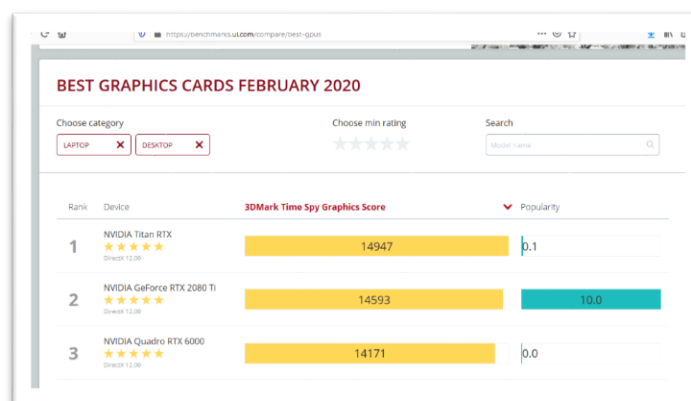 https://benchmarks.ul.com/compare/best-gpus
BEST GRAPHICS CARDS FEBRUARY 2020
Choose category
Choose min rating
Search
LAPTOP X
DESKTOP X
Model name
Rank Device 3DMark Time Spy Graphics Score Popularity
1 NVIDIA Titan RTX 14947 0.1
DirectX 12.00
2 NVIDIA GeForce RTX 2080 Ti 14593 10.0
DirectX 12.00
3 NVIDIA Quadro RTX 6000 14171 0.0
DirectX 12.00